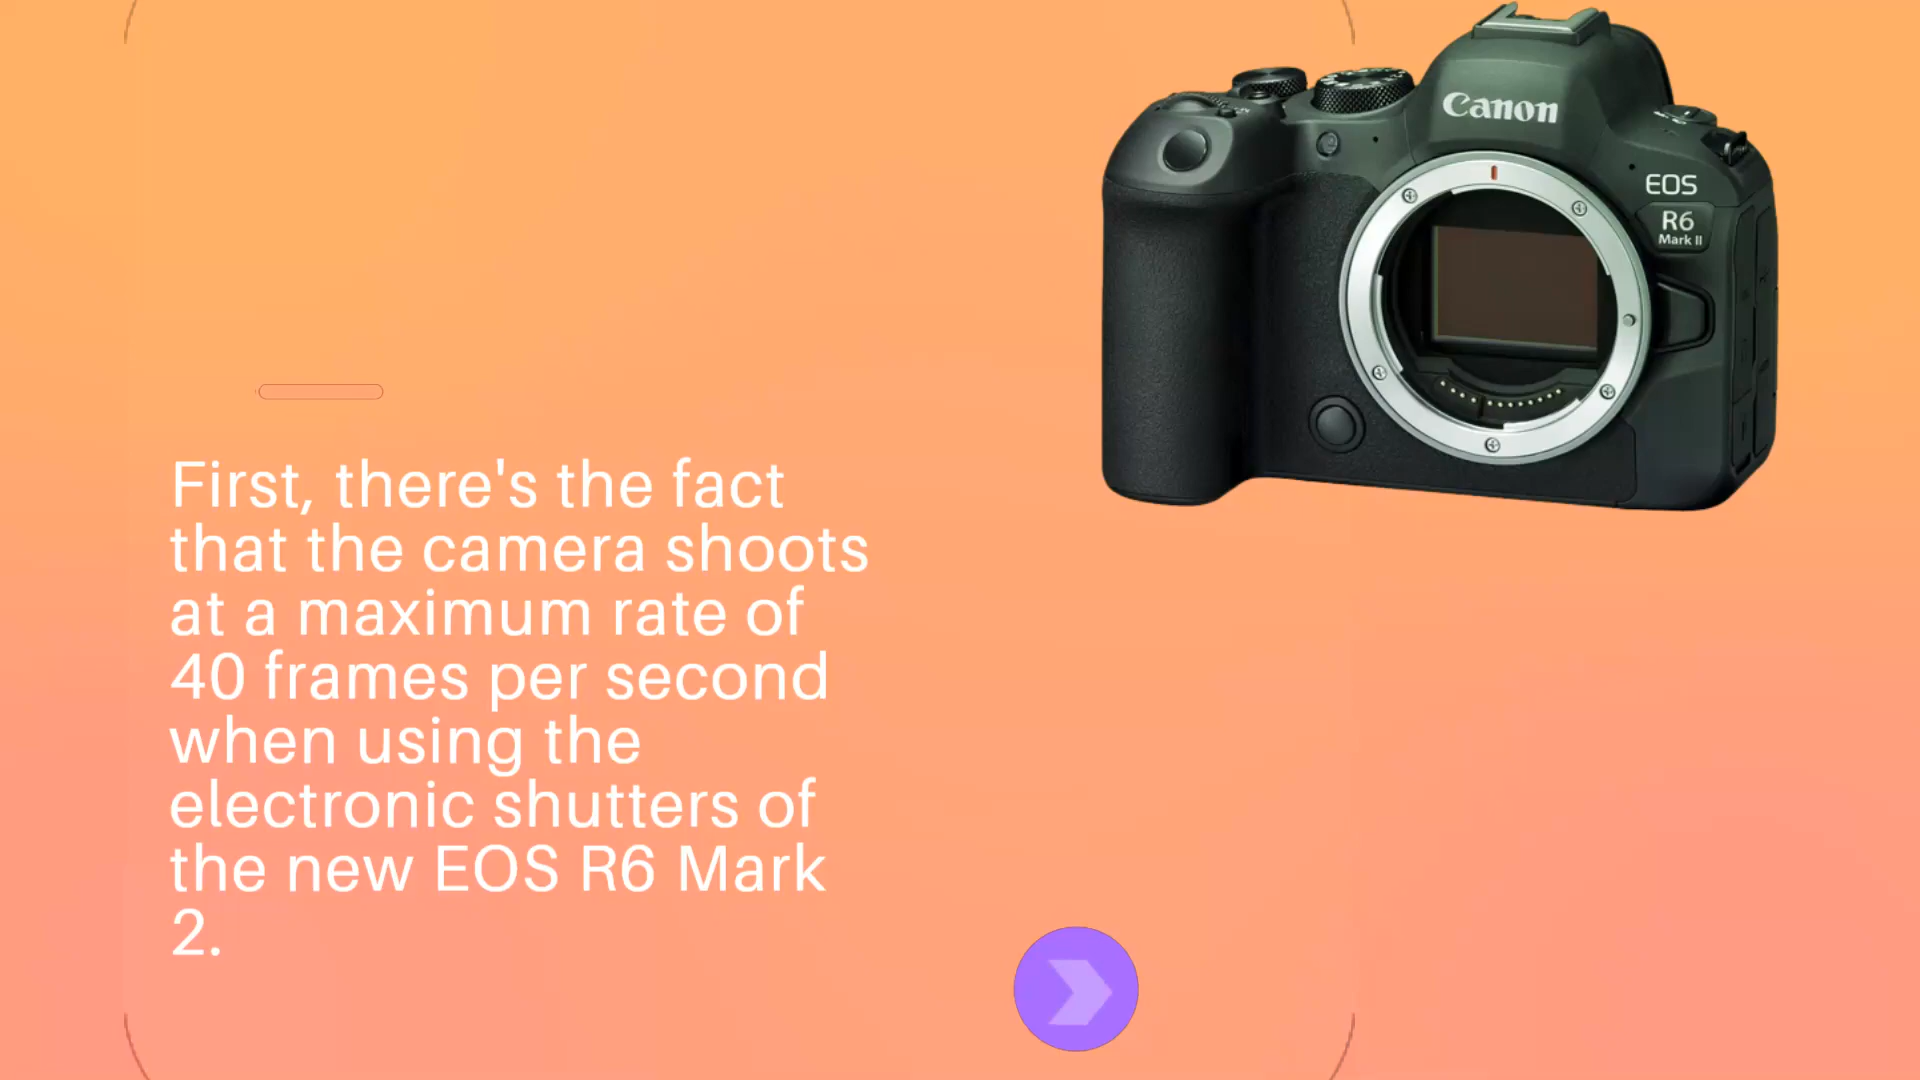 Canon
EOS
R6
Mark II
First, there's the fact
that the camera shoots
at a maximum rate of
40 frames per second
when using the
electronic shutters of
the new EOS R6 Mark
2.